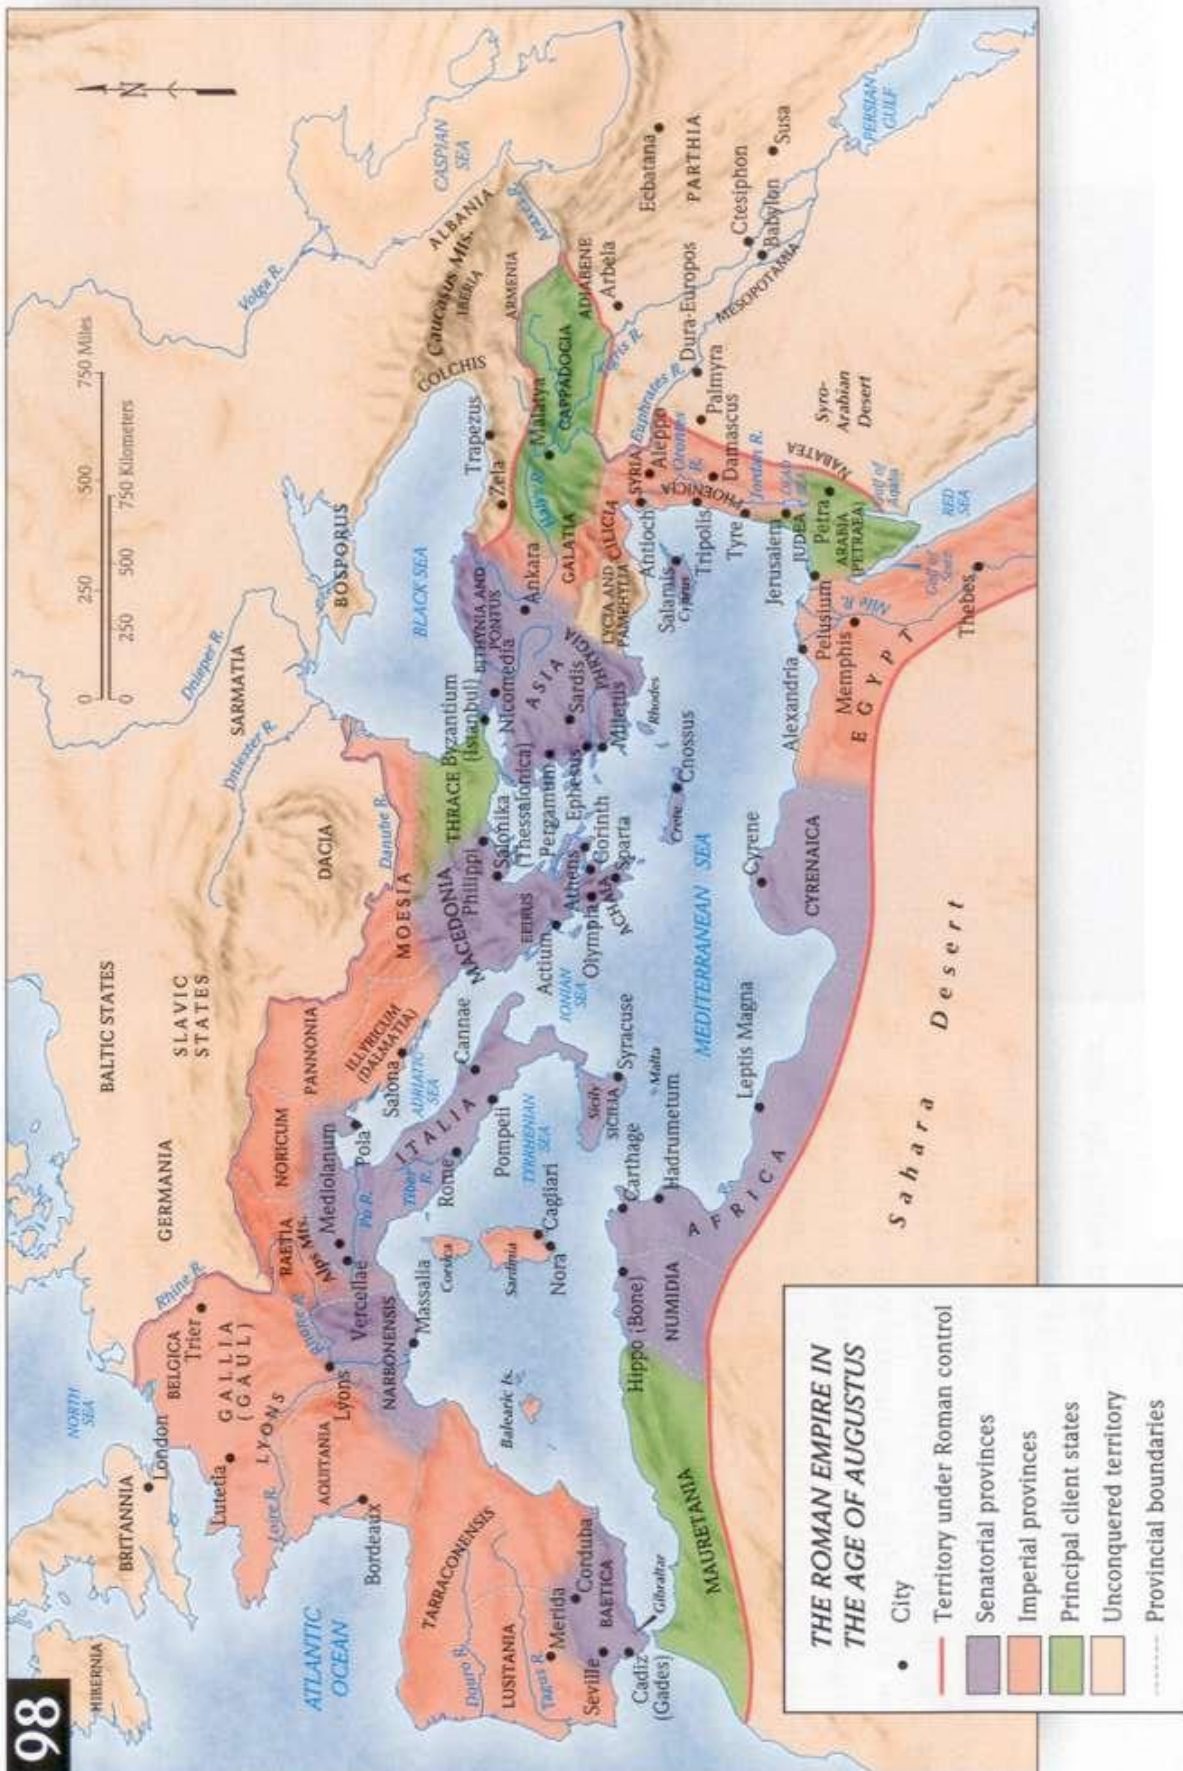 98
N
0
250
500
750 Miles
0
250
500
750 Kilometers
HIBERNIA
BRITANNIA
London
NORTH
SEA
ATLANTIC
OCEAN
BALTIC STATES
SLAVIC
STATES
GERMANIA
SARMATIA
DACIA
BOSPORUS
Volga R.
Dnieper R.
Dniester R.
Danube R.
Rhine R.
CASPIAN
SEA
BLACK SEA
ALBANIA
Caucasus Mts.
IBERIA
COLCHIS
ARMENIA
Araxes R.
BELGICA
Trier
GALLIA
(GAUL)
Lutetia
LYONS
Loire R.
AQUITANIA
Bordeaux
Lyons
Rhone R.
NARBONENSIS
Massalia
RAETIA
Alps Mts.
NORICUM
PANNONIA
ILLYRICUM
(DALMATIA)
MOESIA
THRACE
MACEDONIA
Mediolanum
Vercellae
Po R.
Pola
Salona
ADRIATIC
SEA
ITALIA
Tiber
R.
Rome
Cannae
Pompeii
TYRRHENIAN
SEA
Corsica
Sardinia
Cagliari
Nora
Balearic Is.
TARRACONENSIS
Douro R.
LUSITANIA
Tagus R.
Merida
Corduba
BAETICA
Seville
Cadiz
(Gades)
Gibraltar
MAURETANIA
Hippo (Bone)
NUMIDIA
Carthage
Hadrumetum
AFRICA
Sicily
SICILIA
Syracuse
Malta
IONIAN
SEA
Leptis Magna
MEDITERRANEAN SEA
Philippi
Salonika
(Thessalonica)
EPIRUS
Actium
Olympia
Athens
Corinth
ACHAIA
Sparta
Byzantium
(Istanbul)
Nicomedia
BITHYNIA AND
PONTUS
ASIA
Pergamum
Sardis
Ephesus
PHRYGIA
Miletus
Rhodes
Crete
Cnossus
Ankara
GALATIA
LYCIA AND
PAMPHYLIA
CILICIA
Zela
Trapezus
Halys R.
Malatya
CAPPADOCIA
ADIABENE
Arbela
Tigris R.
Ecbatana
PARTHIA
Ctesiphon
Babylon
Susa
PERSIAN
GULF
MESOPOTAMIA
Dura-Europos
Euphrates R.
Palmyra
SYRIA
Aleppo
Antioch
Orontes
R.
PHOENICIA
Damascus
Tripolis
Tyre
Jordan R.
DEAD
SEA
Salamis
Cyprus
Jerusalem
JUDEA
Petra
ARABIA
(PETRAEA)
NABATEA
Syro-
Arabian
Desert
Gulf of
Aqaba
RED
SEA
Gulf of
Suez
Pelusium
Alexandria
Memphis
Nile R.
EGYPT
Thebes
Cyrene
CYRENAICA
Sahara Desert
THE ROMAN EMPIRE IN
THE AGE OF AUGUSTUS
City
Territory under Roman control
Senatorial provinces
Imperial provinces
Principal client states
Unconquered territory
Provincial boundaries